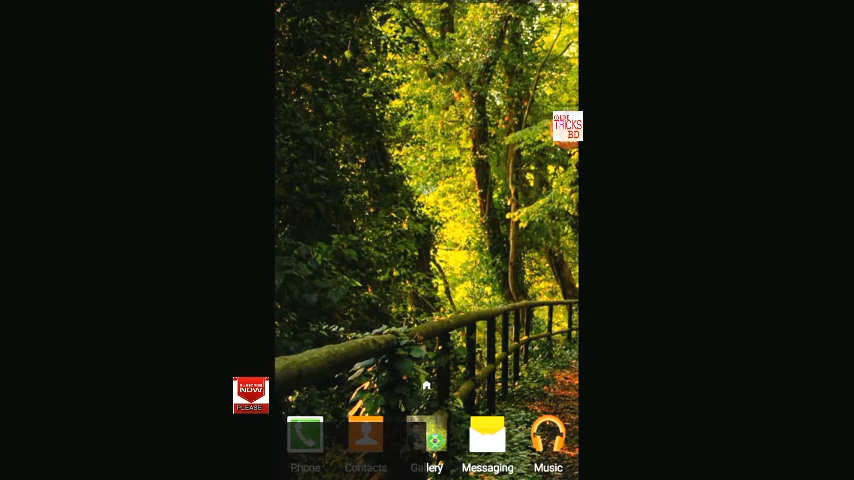 TRICKS
BD
NOW
PLEASE
Phone
Contacts
Gallery
Messaging
Music